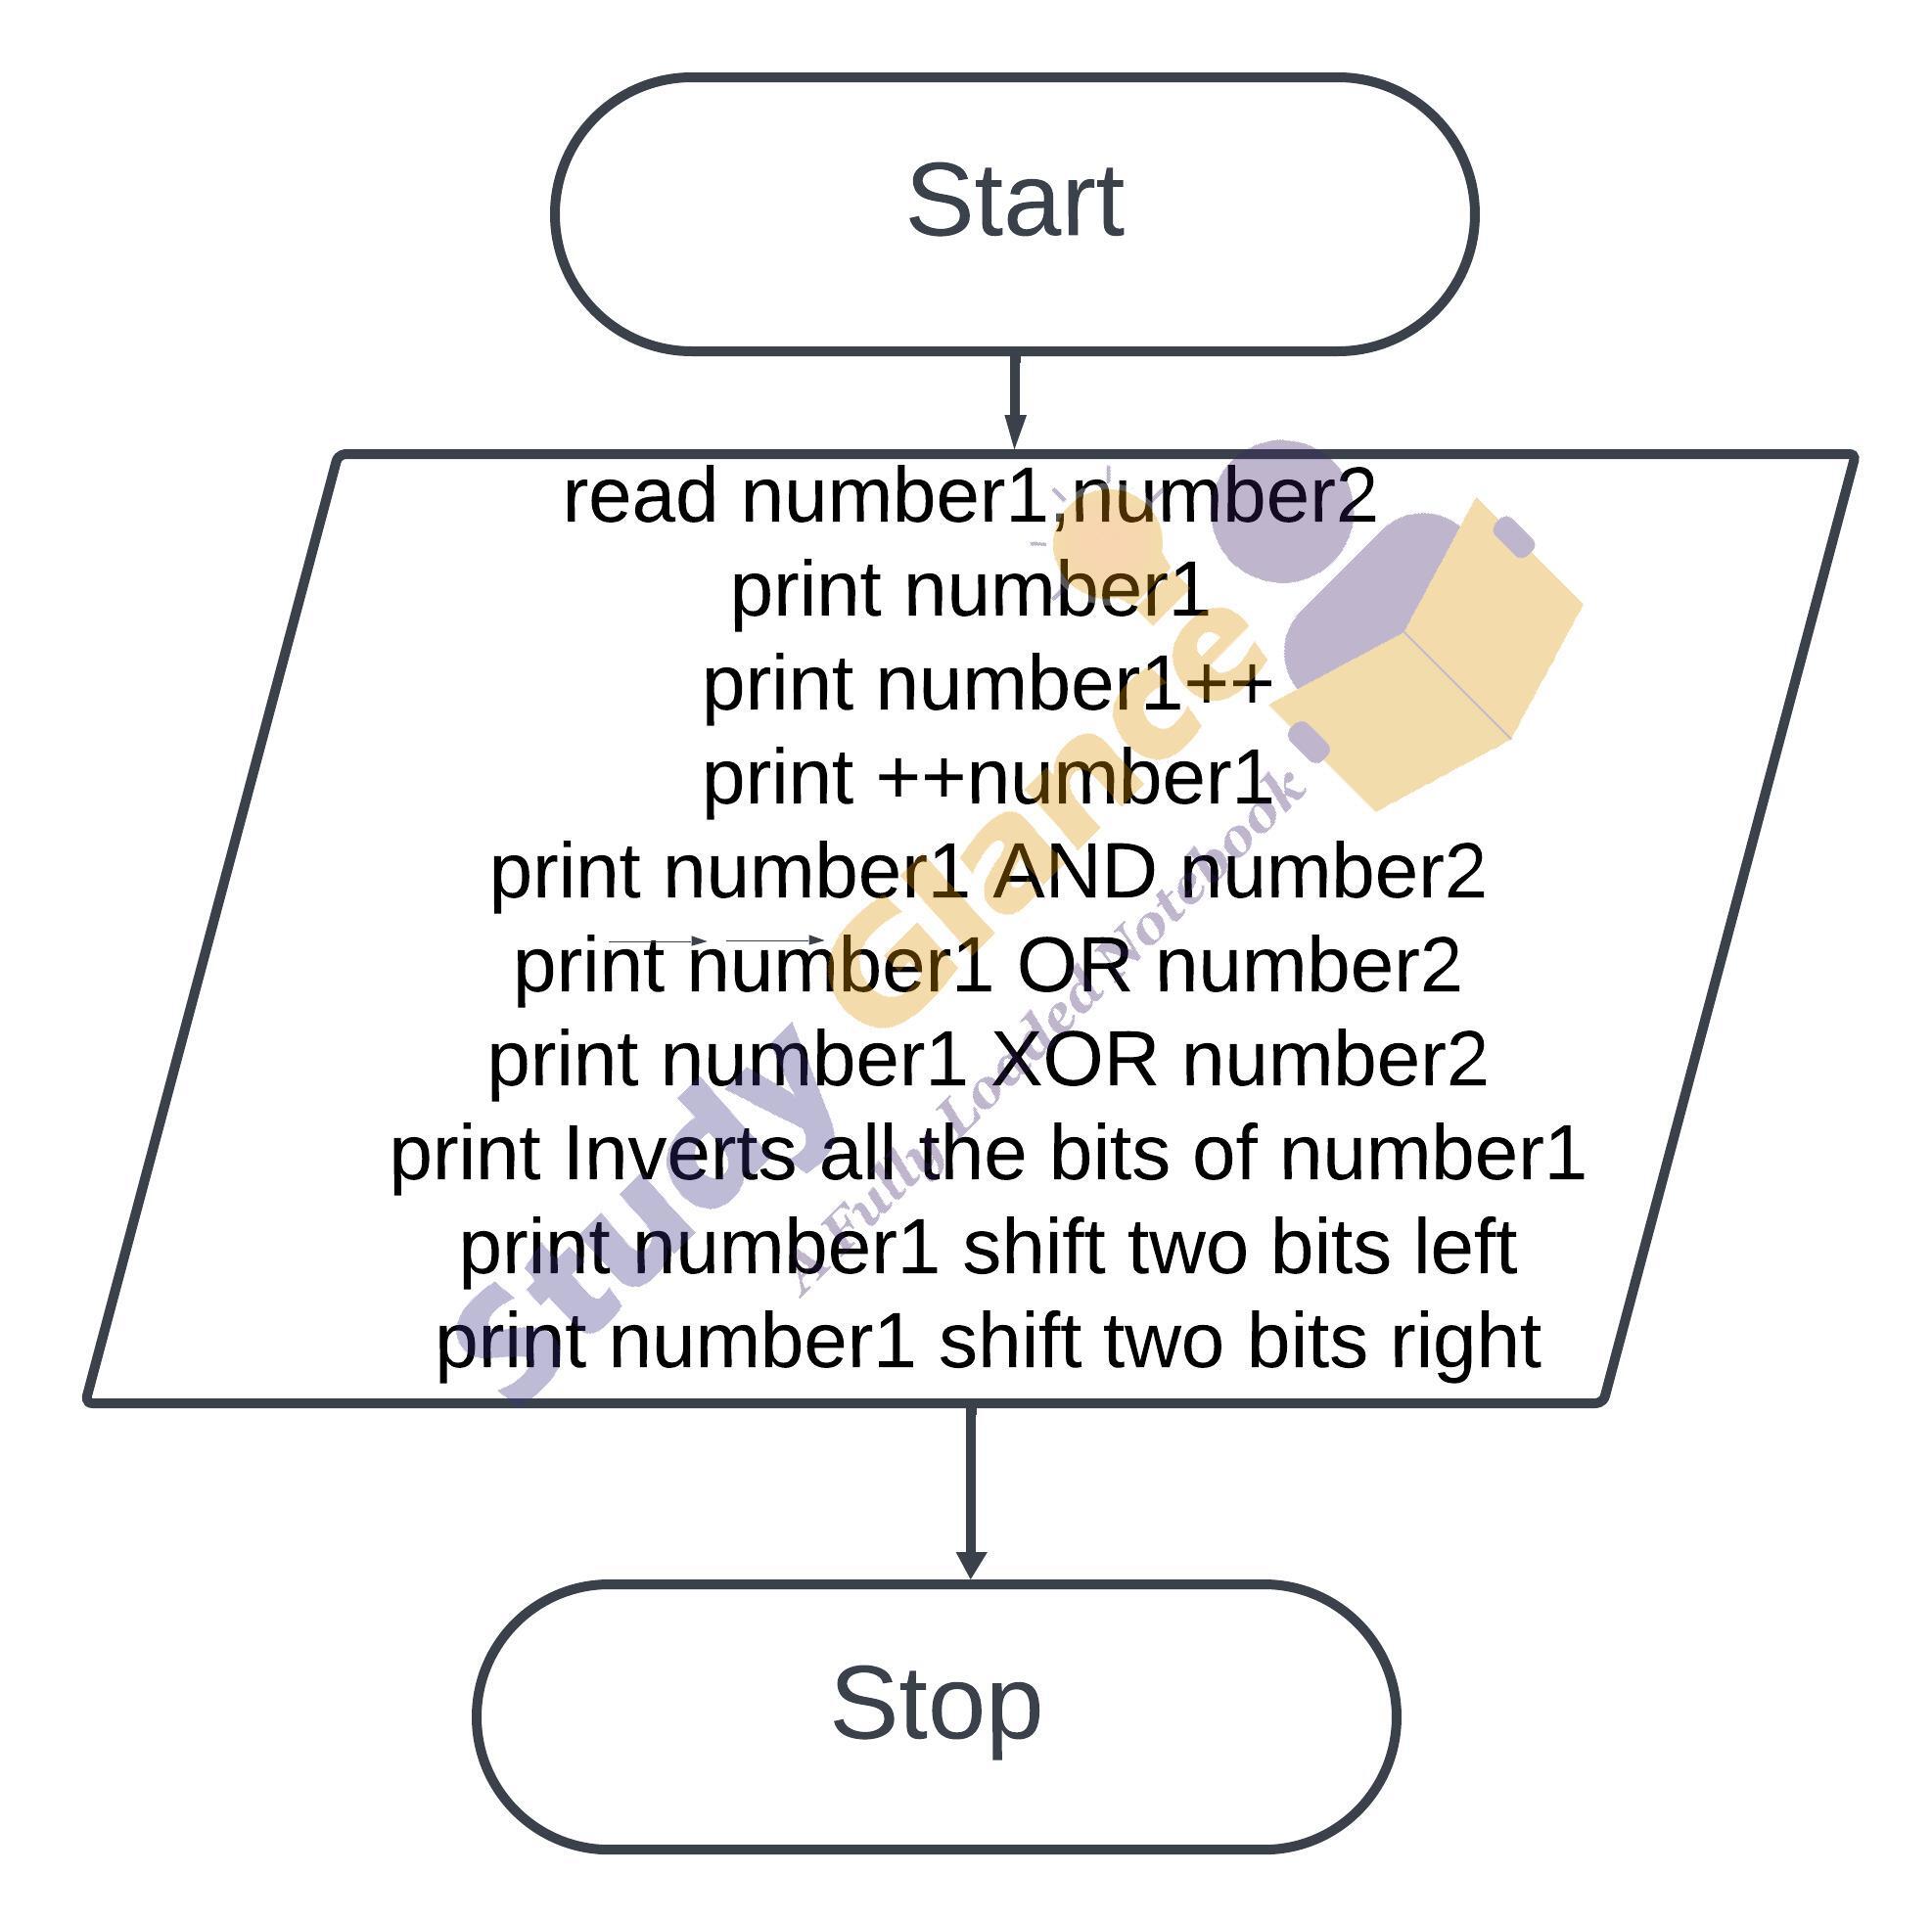 Start
read number1,number2
print number1
print number1++
print ++number1
print number1 AND number2
print number1 OR number2
print number1 XOR number2
print Inverts all the bits of number1
print number1 shift two bits left
print number1 shift two bits right
Study Glance
A Fully Loaded Notebook
Stop